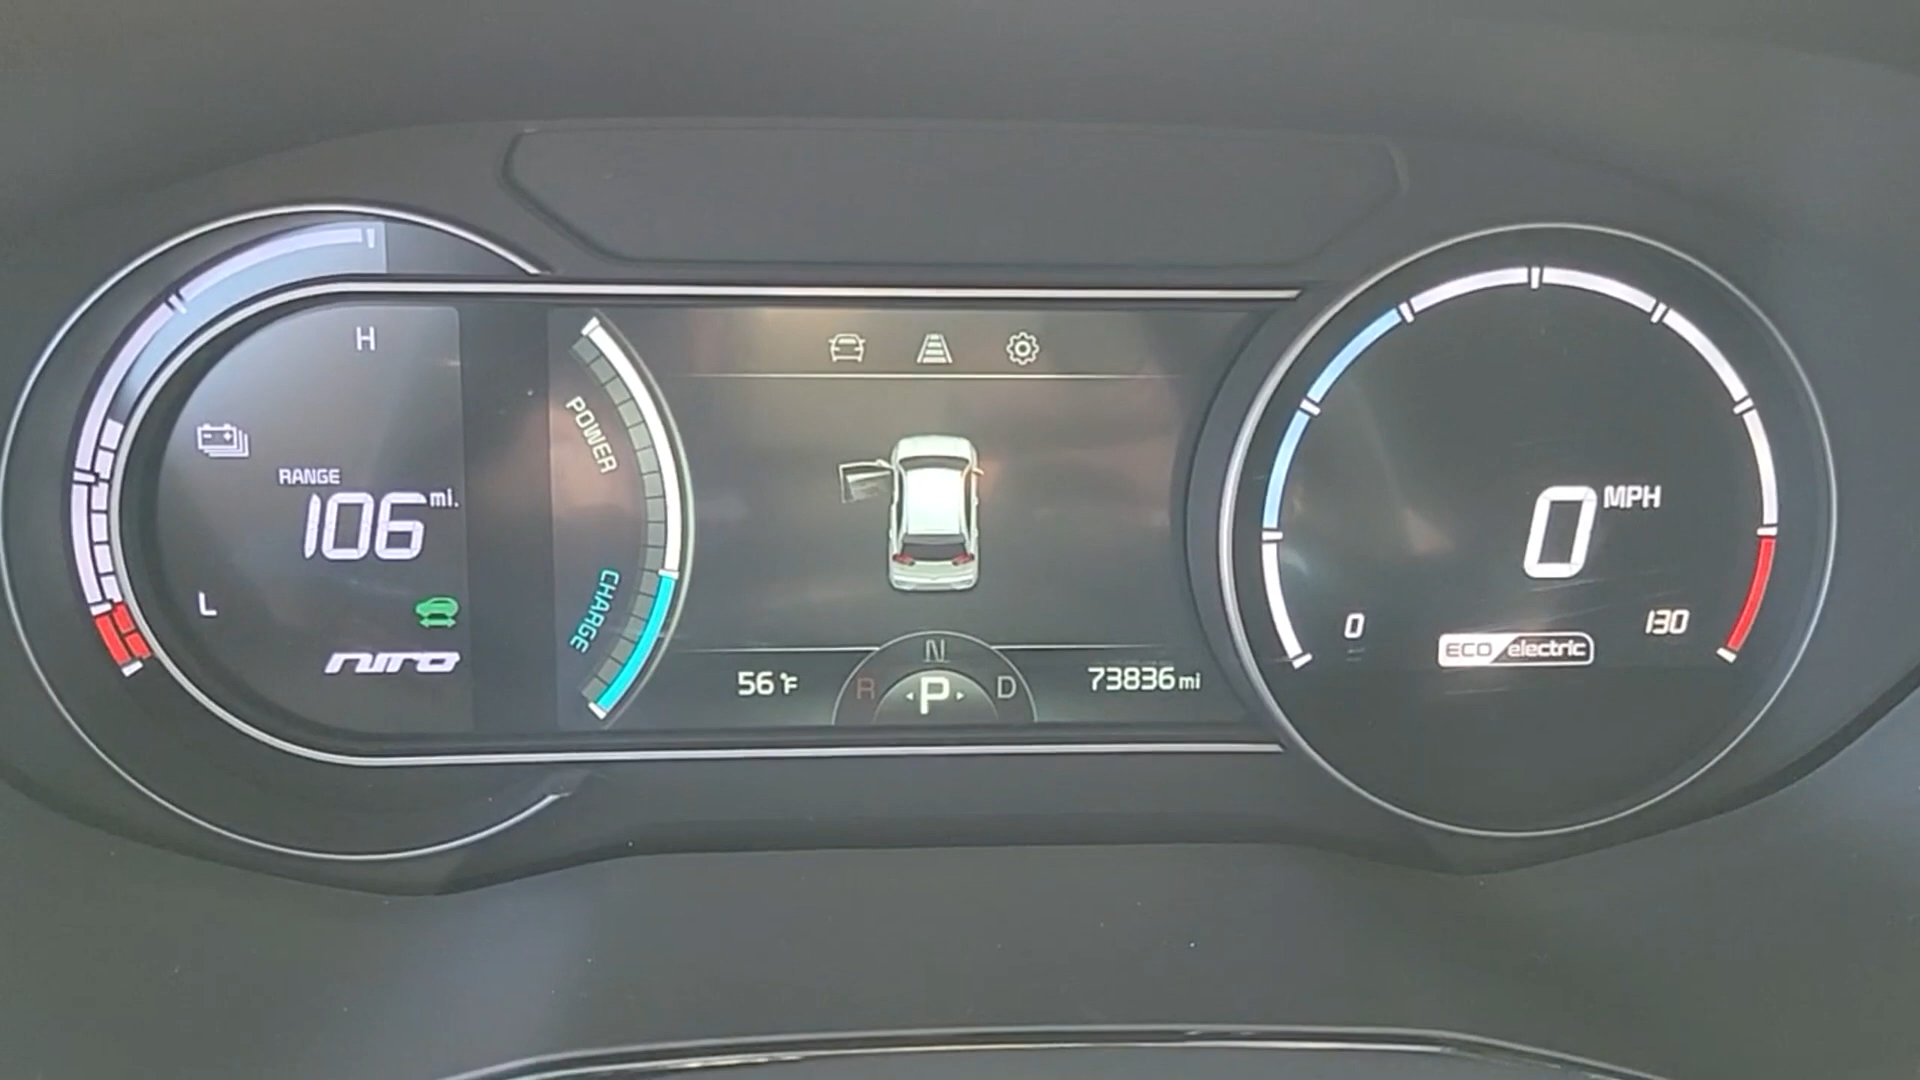 H
RANGE
106 mi.
L
niro
POWER
CHARGE
56°F
N
R P D
73836 mi
0 MPH
0 130
ECO electric